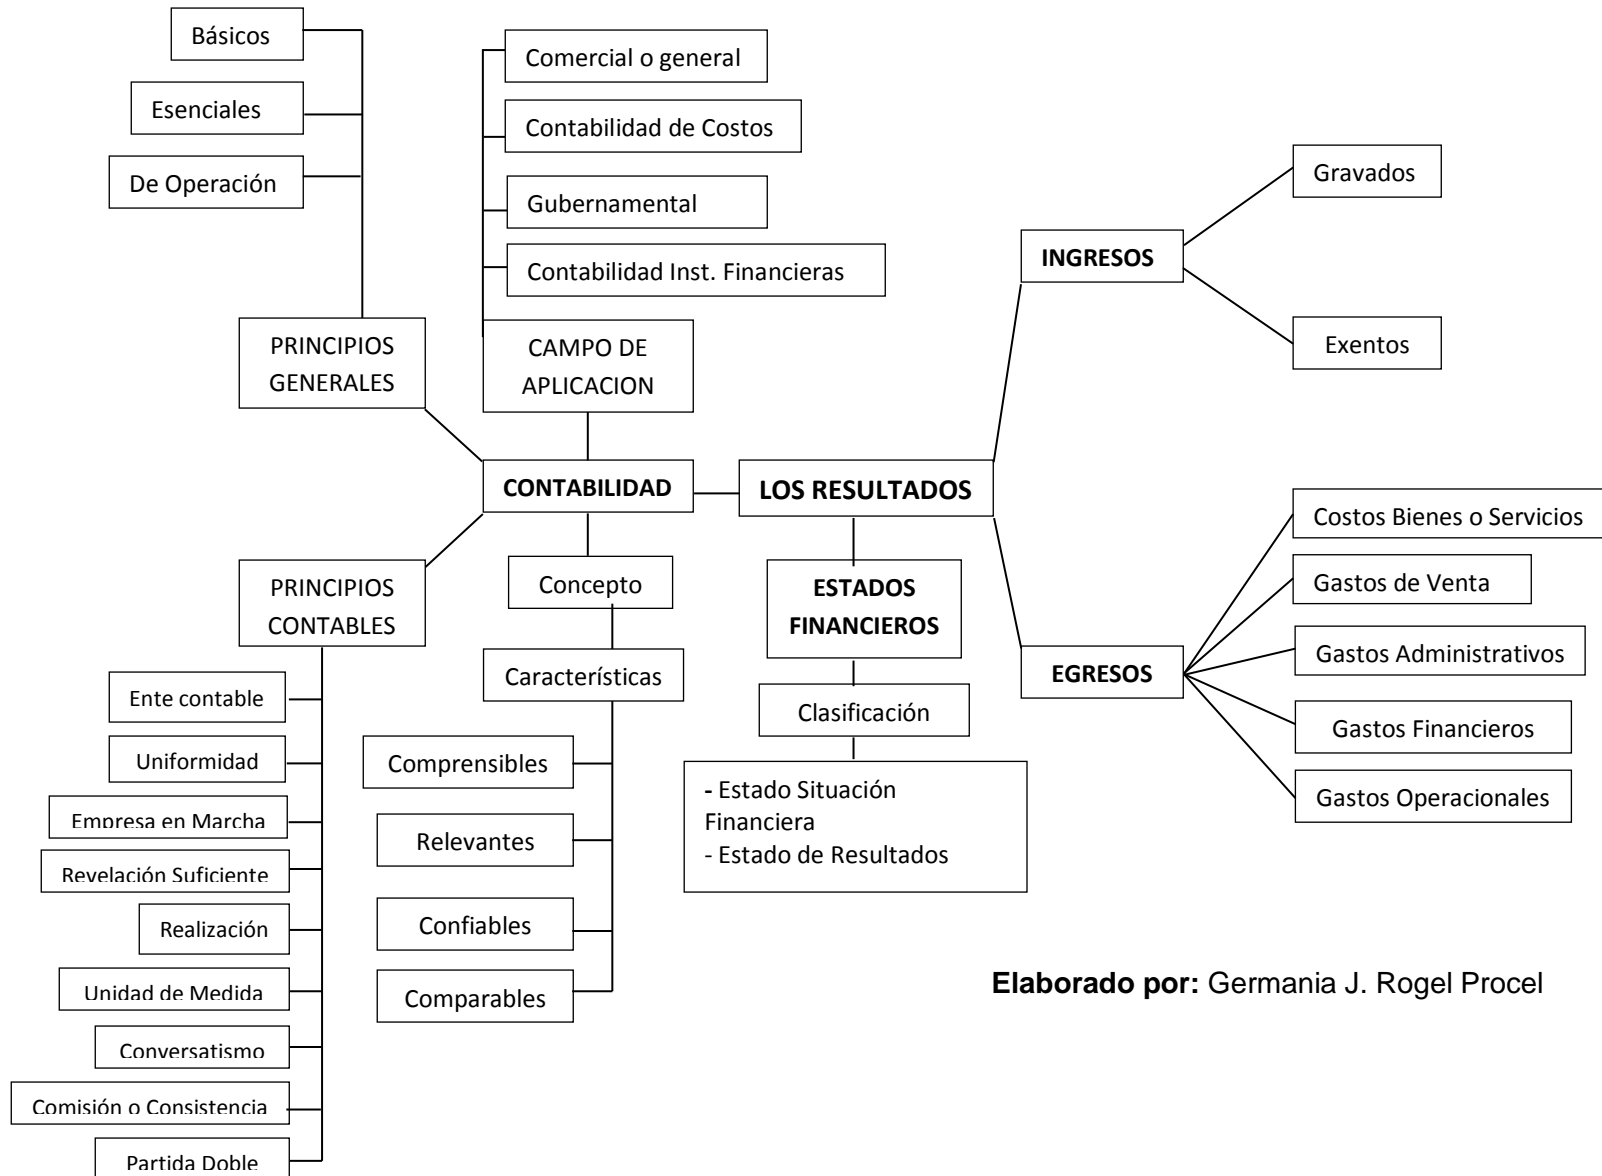 Básicos
Esenciales
De Operación
PRINCIPIOS
GENERALES
Comercial o general
Contabilidad de Costos
Gubernamental
Contabilidad Inst. Financieras
CAMPO DE
APLICACION
CONTABILIDAD
LOS RESULTADOS
INGRESOS
Gravados
Exentos
EGRESOS
Costos Bienes o Servicios
Gastos de Venta
Gastos Administrativos
Gastos Financieros
Gastos Operacionales
PRINCIPIOS
CONTABLES
Ente contable
Uniformidad
Empresa en Marcha
Revelación Suficiente
Realización
Unidad de Medida
Conversatismo
Comisión o Consistencia
Partida Doble
Concepto
Características
Comprensibles
Relevantes
Confiables
Comparables
ESTADOS
FINANCIEROS
Clasificación
- Estado Situación
Financiera
- Estado de Resultados
Elaborado por: Germania J. Rogel Procel